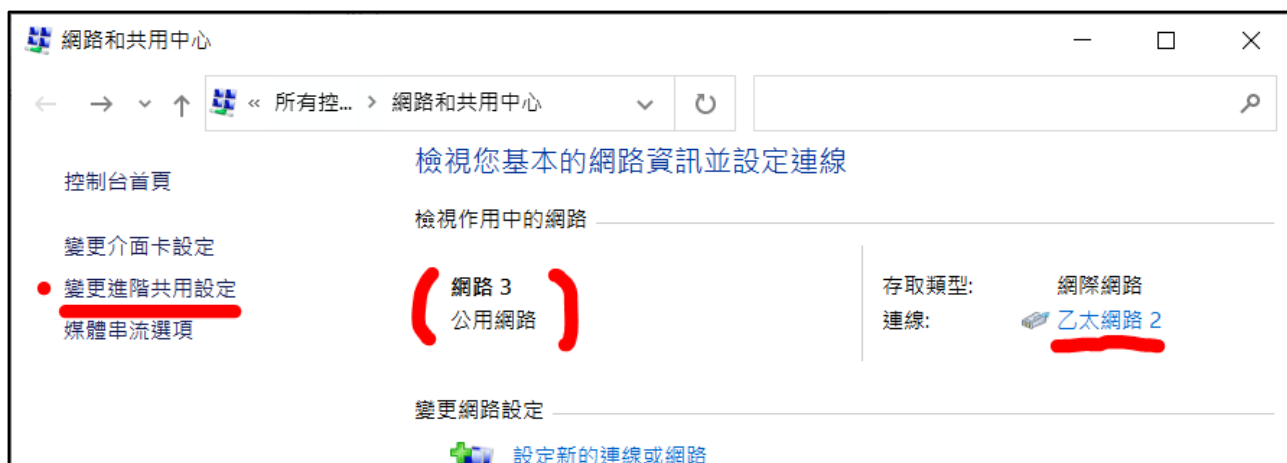 網路和共用中心
« 所有控... > 網路和共用中心
控制台首頁
變更介面卡設定
變更進階共用設定
媒體串流選項
檢視您基本的網路資訊並設定連線
檢視作用中的網路
網路 3
公用網路
存取類型: 網際網路
連線: 乙太網路 2
變更網路設定
設定新的連線或網路